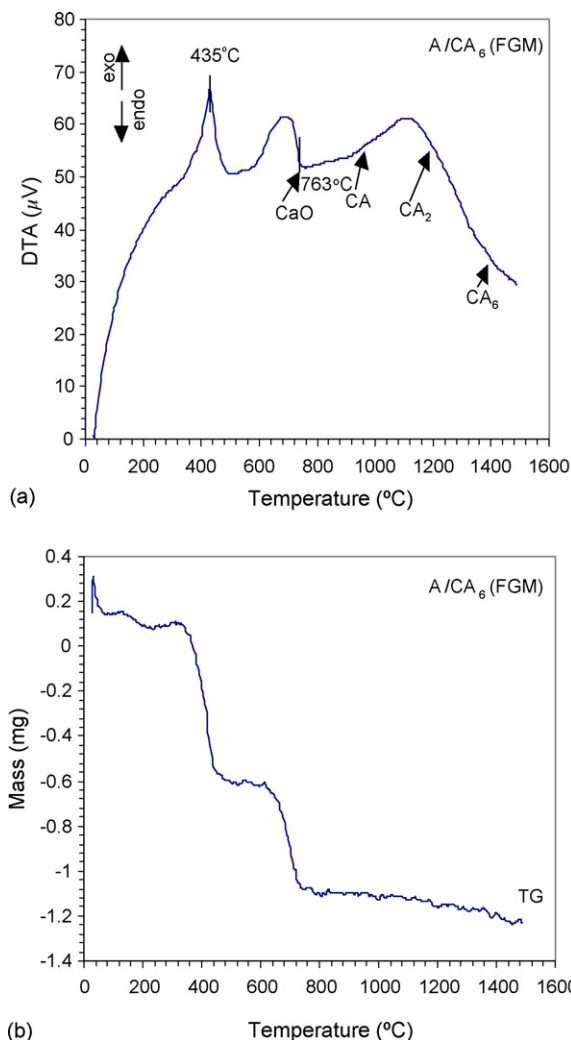 A/CA6 (FGM)
exo
endo
435°C
763°C
CaO
CA
CA2
CA6
DTA (μV)
80
70
60
50
40
30
20
10
0
0 200 400 600 800 1000 1200 1400 1600
Temperature (ºC)
(a)
A/CA6 (FGM)
TG
Mass (mg)
0.4
0.2
0
-0.2
-0.4
-0.6
-0.8
-1
-1.2
-1.4
0 200 400 600 800 1000 1200 1400 1600
Temperature (ºC)
(b)